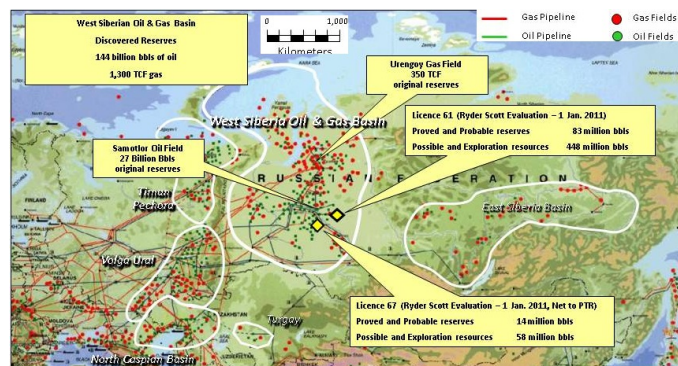 West Siberian Oil & Gas Basin
Discovered Reserves
144 billion bbls of oil
1,300 TCF gas
0 1,000
Kilometers
Gas Pipeline
Oil Pipeline
Gas Fields
Oil Fields
Urengoy Gas Field
350 TCF
original reserves
West Siberia Oil & Gas Basin
Licence 61 (Ryder Scott Evaluation – 1 Jan. 2011)
Proved and Probable reserves 83 million bbls
Possible and Exploration resources 448 million bbls
Samotlor Oil Field
27 Billion Bbls
original reserves
RUSSIAN FEDERATION
Timan
Pechora
East Siberia Basin
FINLAND
Volga Ural
Licence 67 (Ryder Scott Evaluation – 1 Jan. 2011, Net to PTR)
Proved and Probable reserves 14 million bbls
Possible and Exploration resources 58 million bbls
Turgay
North Caspian Basin